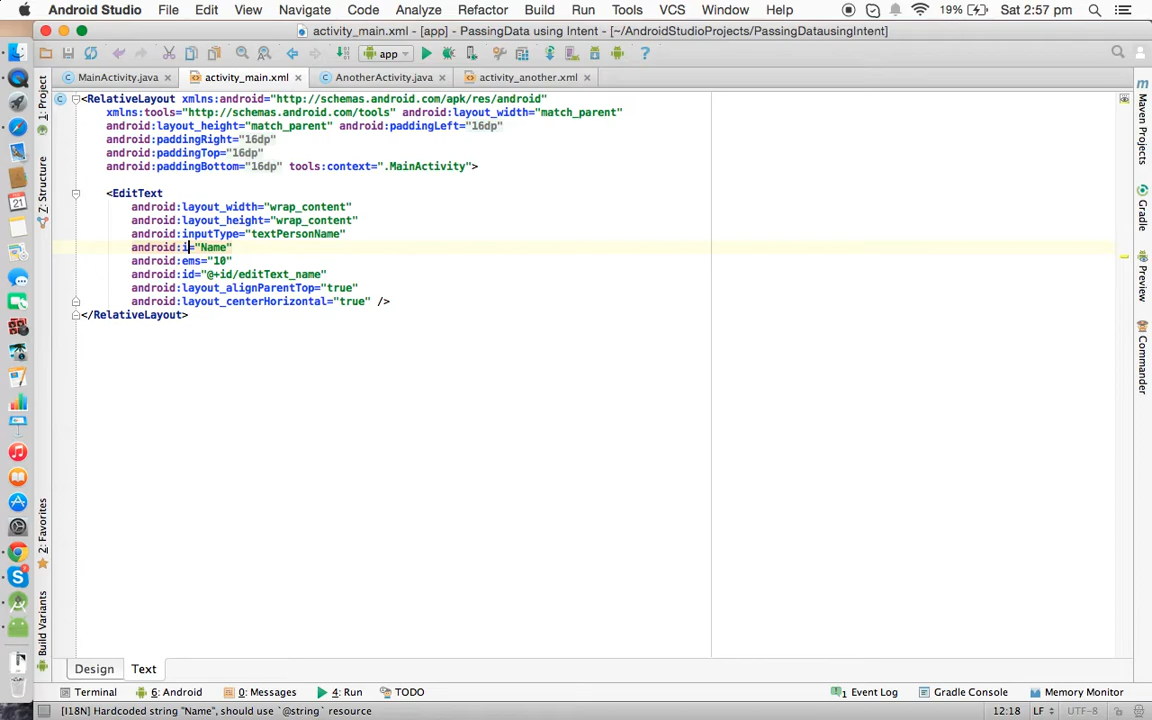 Android Studio File Edit View Navigate Code Analyze Refactor Build Run Tools VCS Window Help 19% Sat 2:57 pm
activity_main.xml - [app] - PassingData using Intent - [~/AndroidStudioProjects/PassingDatausingIntent]
app
MainActivity.java activity_main.xml AnotherActivity.java activity_another.xml
<RelativeLayout xmlns:android="http://schemas.android.com/apk/res/android"
xmlns:tools="http://schemas.android.com/tools" android:layout_width="match_parent"
android:layout_height="match_parent" android:paddingLeft="16dp"
android:paddingRight="16dp"
android:paddingTop="16dp"
android:paddingBottom="16dp" tools:context=".MainActivity">
<EditText
android:layout_width="wrap_content"
android:layout_height="wrap_content"
android:inputType="textPersonName"
android:i="Name"
android:ems="10"
android:id="@+id/editText_name"
android:layout_alignParentTop="true"
android:layout_centerHorizontal="true" />
</RelativeLayout>
1: Project
7: Structure
2: Favorites
Build Variants
Maven Projects
Gradle
Preview
Commander
Design Text
Terminal 6: Android 0: Messages 4: Run TODO Event Log Gradle Console Memory Monitor
[I18N] Hardcoded string "Name", should use `@string` resource 12:18 LF UTF-8